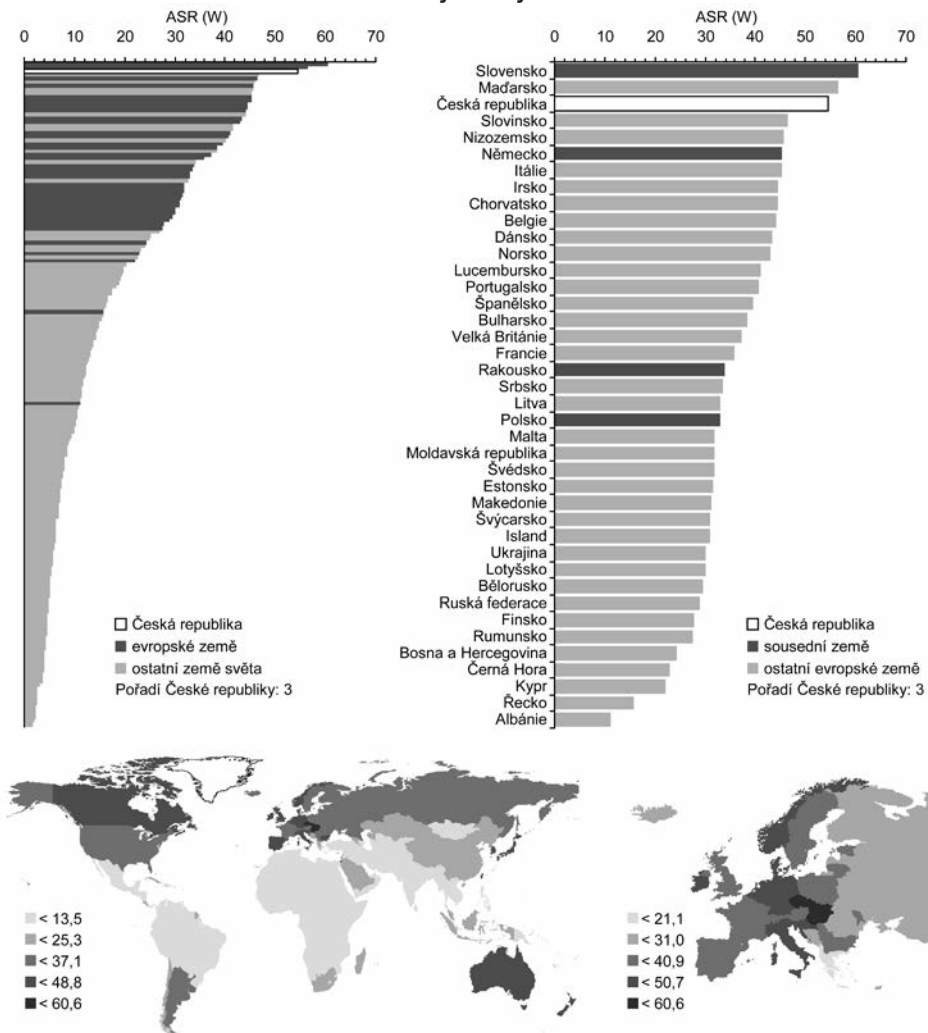 ASR (W)
0 10 20 30 40 50 60 70
Česká republika
evropské země
ostatní země světa
Pořadí České republiky: 3
ASR (W)
0 10 20 30 40 50 60 70
Slovensko
Maďarsko
Česká republika
Slovinsko
Nizozemsko
Německo
Itálie
Irsko
Chorvatsko
Belgie
Dánsko
Norsko
Lucembursko
Portugalsko
Španělsko
Bulharsko
Velká Británie
Francie
Rakousko
Srbsko
Litva
Polsko
Malta
Moldavská republika
Švédsko
Estonsko
Makedonie
Švýcarsko
Island
Ukrajina
Lotyšsko
Bělorusko
Ruská federace
Finsko
Rumunsko
Bosna a Hercegovina
Černá Hora
Kypr
Řecko
Albánie
Česká republika
sousední země
ostatní evropské země
Pořadí České republiky: 3
< 13,5
< 25,3
< 37,1
< 48,8
< 60,6
< 21,1
< 31,0
< 40,9
< 50,7
< 60,6